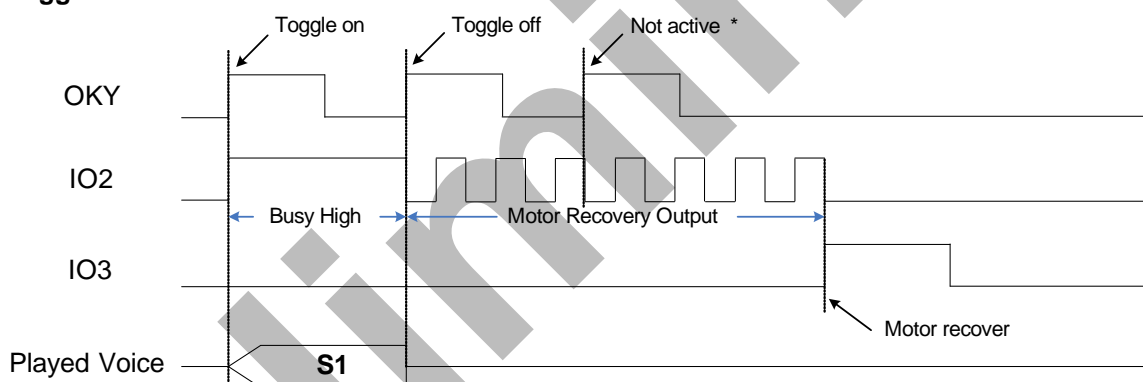 Toggle on
Toggle off
Not active *
OKY
IO2
Busy High
Motor Recovery Output
IO3
Motor recover
Played Voice
S1